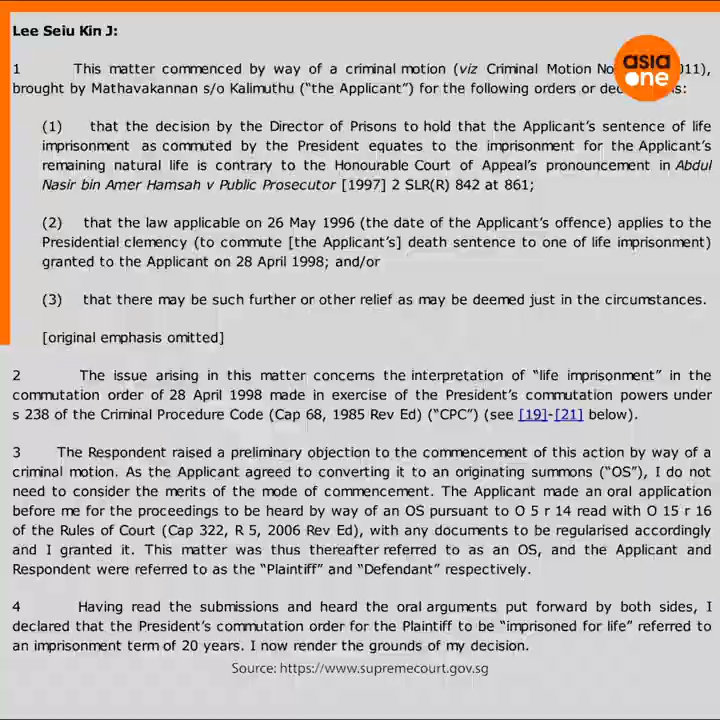 Lee Seiu Kin J:
1 This matter commenced by way of a criminal motion (viz Criminal Motion No 011),
asia
one
brought by Mathavakannan s/o Kalimuthu (“the Applicant”) for the following orders or s:
(1) that the decision by the Director of Prisons to hold that the Applicant’s sentence of life
imprisonment as commuted by the President equates to the imprisonment for the Applicant’s
remaining natural life is contrary to the Honourable Court of Appeal’s pronouncement in Abdul
Nasir bin Amer Hamsah v Public Prosecutor [1997] 2 SLR(R) 842 at 861;
(2) that the law applicable on 26 May 1996 (the date of the Applicant’s offence) applies to the
Presidential clemency (to commute [the Applicant’s] death sentence to one of life imprisonment)
granted to the Applicant on 28 April 1998; and/or
(3) that there may be such further or other relief as may be deemed just in the circumstances.
[original emphasis omitted]
2 The issue arising in this matter concerns the interpretation of “life imprisonment” in the
commutation order of 28 April 1998 made in exercise of the President’s commutation powers under
s 238 of the Criminal Procedure Code (Cap 68, 1985 Rev Ed) (“CPC”) (see [19]-[21] below).
3 The Respondent raised a preliminary objection to the commencement of this action by way of a
criminal motion. As the Applicant agreed to converting it to an originating summons (“OS”), I do not
need to consider the merits of the mode of commencement. The Applicant made an oral application
before me for the proceedings to be heard by way of an OS pursuant to O 5 r 14 read with O 15 r 16
of the Rules of Court (Cap 322, R 5, 2006 Rev Ed), with any documents to be regularised accordingly
and I granted it. This matter was thus thereafter referred to as an OS, and the Applicant and
Respondent were referred to as the “Plaintiff” and “Defendant” respectively.
4 Having read the submissions and heard the oral arguments put forward by both sides, I
declared that the President’s commutation order for the Plaintiff to be “imprisoned for life” referred to
an imprisonment term of 20 years. I now render the grounds of my decision.
Source: https://www.supremecourt.gov.sg